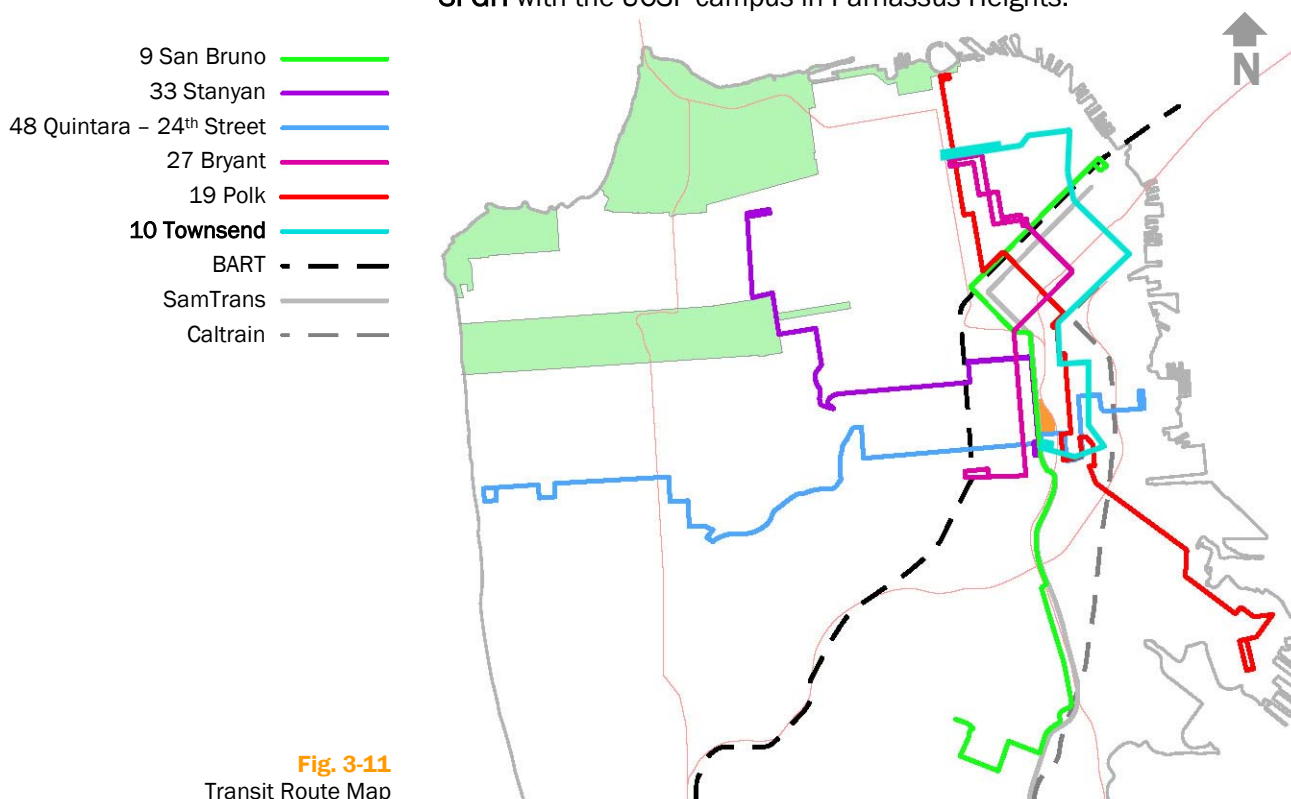 SFGH with the UCSF campus in Parnassus Heights.
9 San Bruno
33 Stanyan
48 Quintara – 24th Street
27 Bryant
19 Polk
10 Townsend
BART
SamTrans
Caltrain
N
Fig. 3-11
Transit Route Map